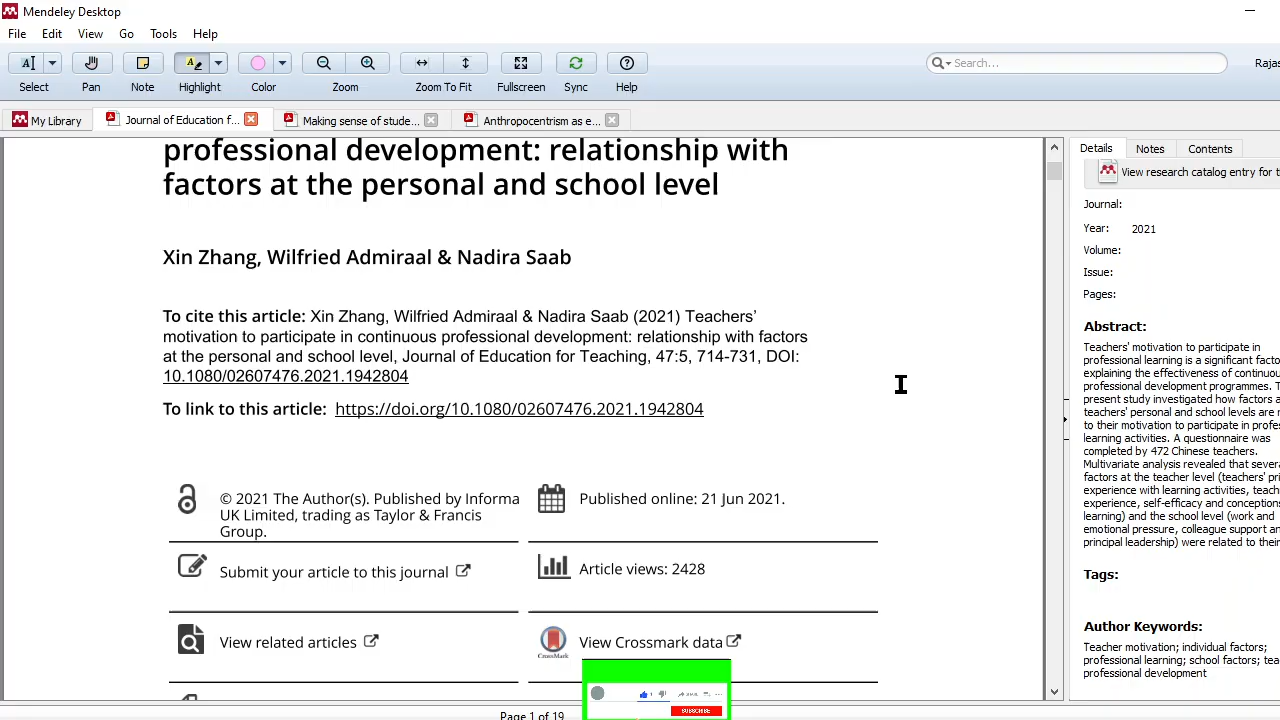 Mendeley Desktop
File Edit View Go Tools Help
Search...
Rajas
Select Pan Note Highlight Color Zoom Zoom To Fit Fullscreen Sync Help
My Library
Journal of Education f...
Making sense of stude...
Anthropocentrism as e...
professional development: relationship with
factors at the personal and school level
Xin Zhang, Wilfried Admiraal & Nadira Saab
To cite this article: Xin Zhang, Wilfried Admiraal & Nadira Saab (2021) Teachers’
motivation to participate in continuous professional development: relationship with factors
at the personal and school level, Journal of Education for Teaching, 47:5, 714-731, DOI:
10.1080/02607476.2021.1942804
To link to this article: https://doi.org/10.1080/02607476.2021.1942804
© 2021 The Author(s). Published by Informa
UK Limited, trading as Taylor & Francis
Group.
Published online: 21 Jun 2021.
Submit your article to this journal
Article views: 2428
View related articles
CrossMark
View Crossmark data
SUBSCRIBE
Page 1 of 19
Details Notes Contents
View research catalog entry for t
Journal:
Year: 2021
Volume:
Issue:
Pages:
Abstract:
Teachers' motivation to participate in
professional learning is a significant facto
explaining the effectiveness of continuou
professional development programmes. T
present study investigated how factors a
teachers' personal and school levels are r
to their motivation to participate in profes
learning activities. A questionnaire was
completed by 472 Chinese teachers.
Multivariate analysis revealed that severa
factors at the teacher level (teachers' pri
experience with learning activities, teach
experience, self-efficacy and conceptions
learning) and the school level (work and
emotional pressure, colleague support an
principal leadership) were related to their
Tags:
Author Keywords:
Teacher motivation; individual factors;
professional learning; school factors; tea
professional development